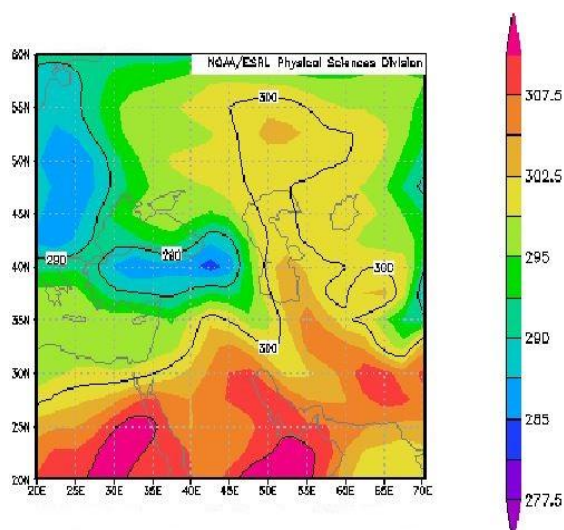 NOAA/ESRL Physical Sciences Division
60N
55N
50N
45N
40N
35N
30N
25N
20N
300
290
290
300
300
20E 25E 30E 35E 40E 45E 50E 55E 60E 65E 70E
307.5
302.5
295
290
285
277.5